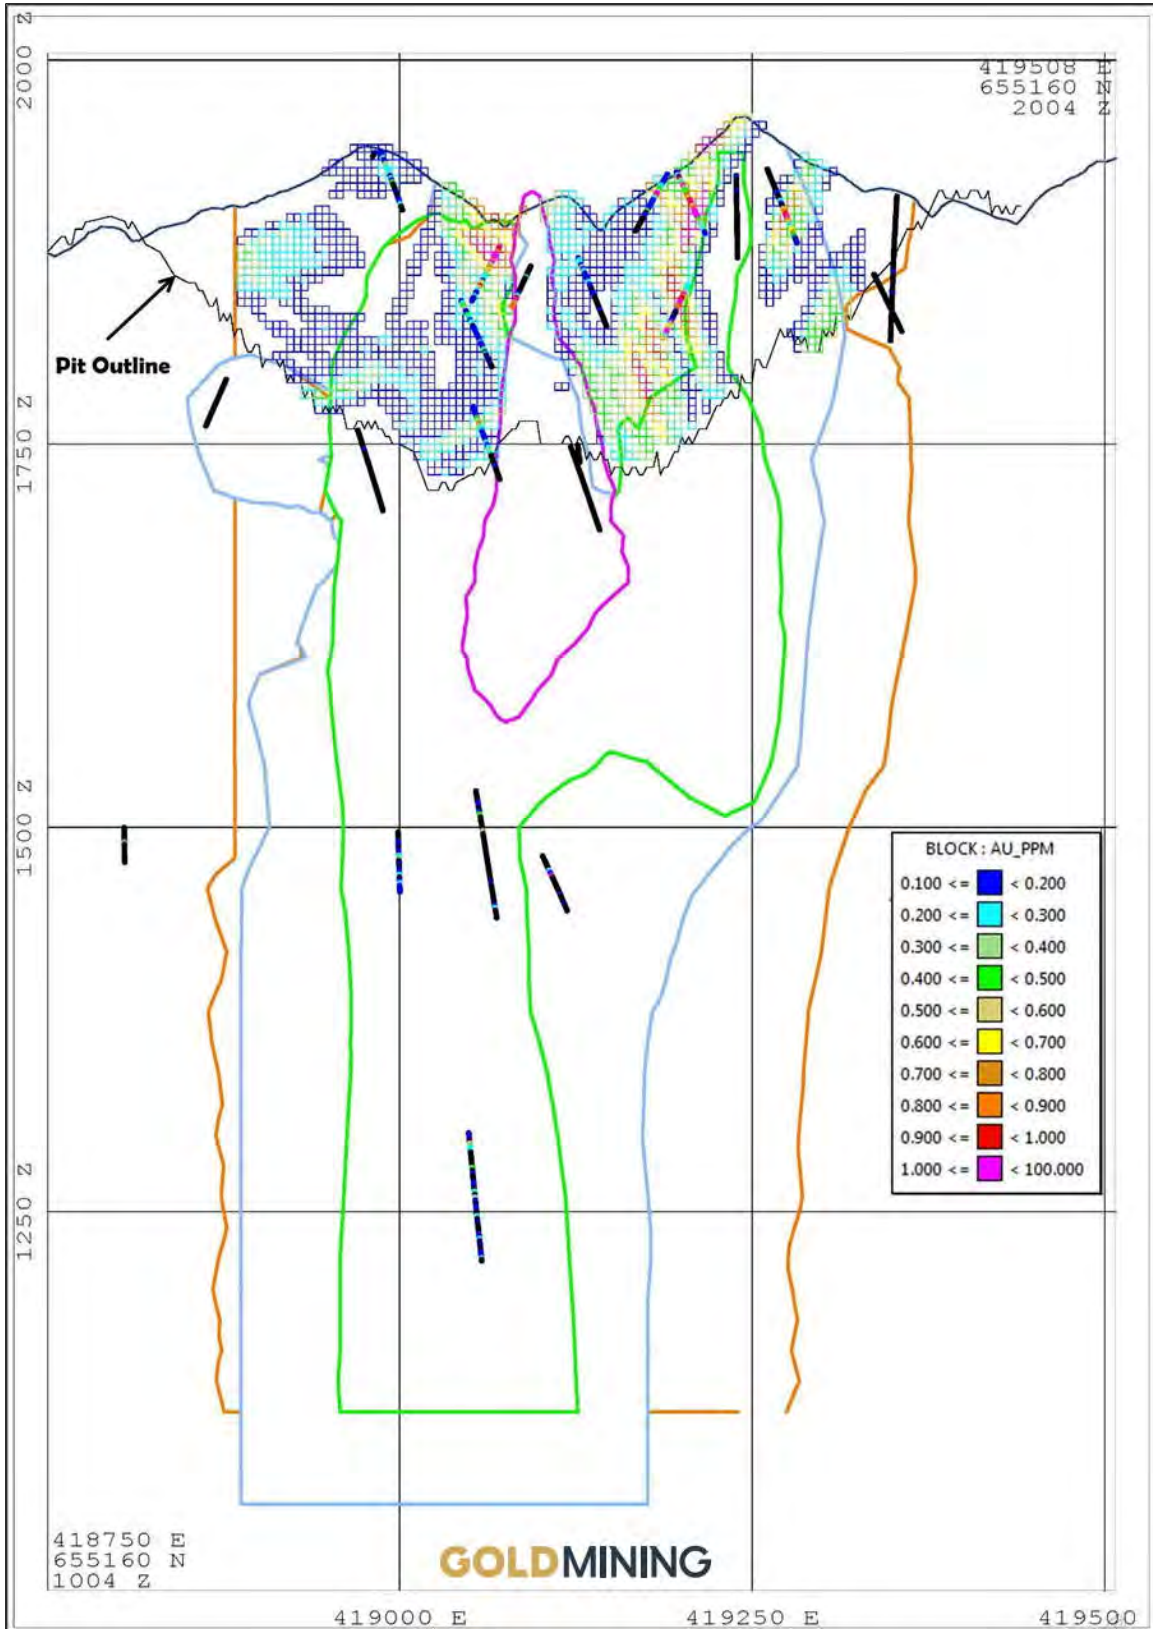 2000 Z
419508 E
655160 N
2004 Z
Pit Outline
1750 Z
1500 Z
BLOCK : AU_PPM
0.100 <= < 0.200
0.200 <= < 0.300
0.300 <= < 0.400
0.400 <= < 0.500
0.500 <= < 0.600
0.600 <= < 0.700
0.700 <= < 0.800
0.800 <= < 0.900
0.900 <= < 1.000
1.000 <= < 100.000
1250 Z
418750 E
655160 N
1004 Z
GOLDMINING
419000 E
419250 E
419500